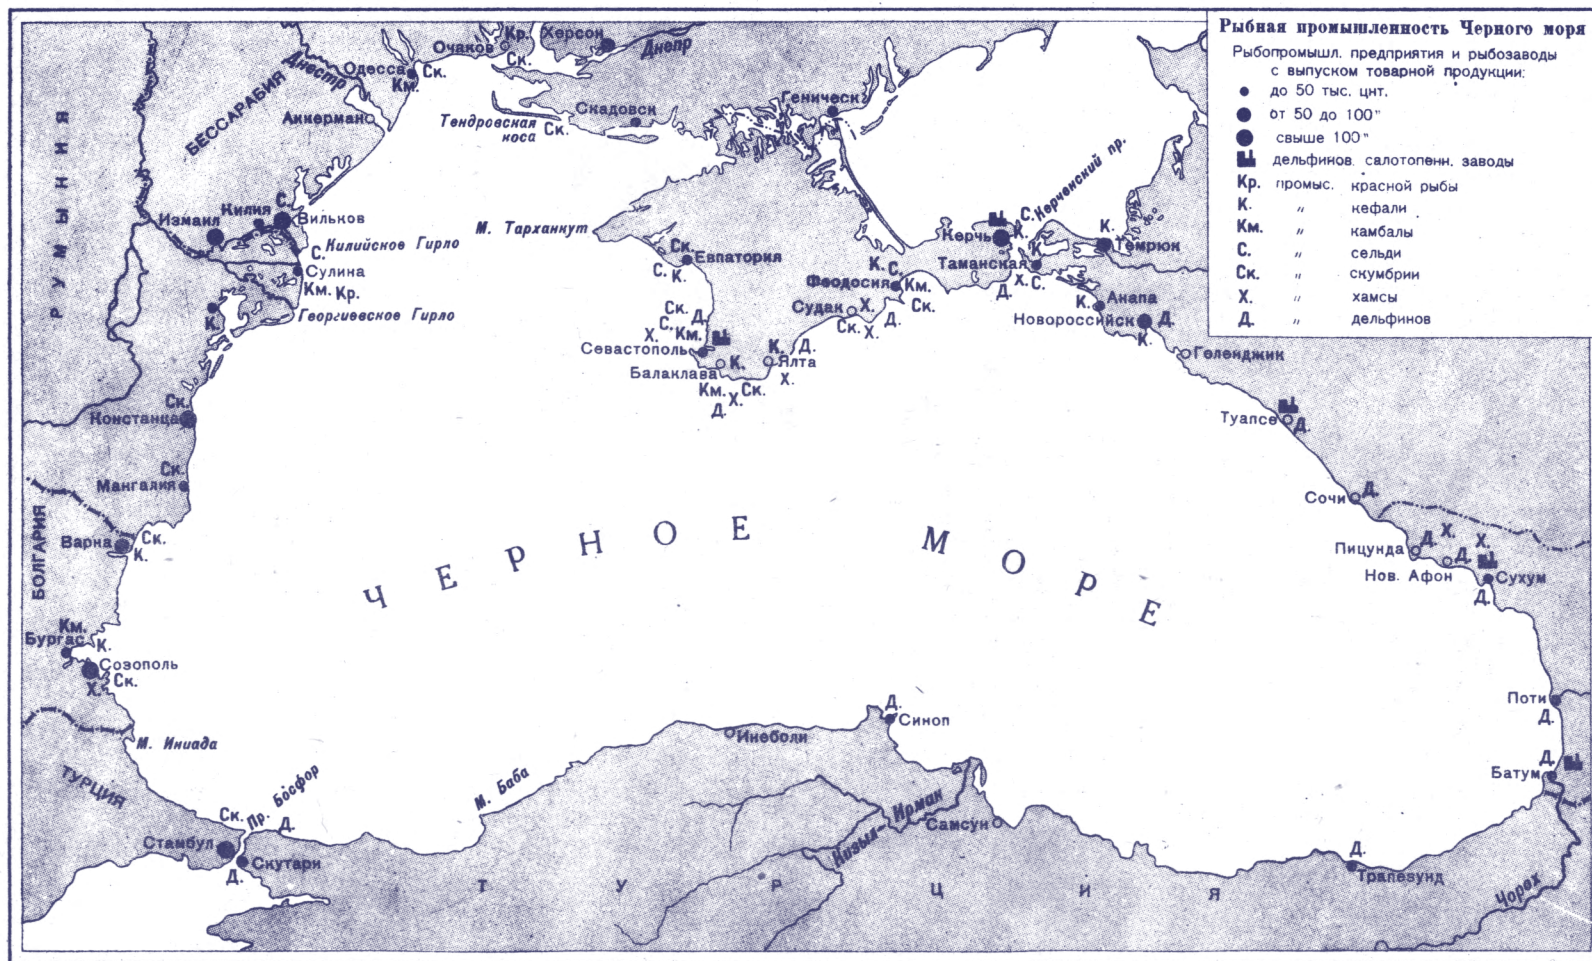 Рыбная промышленность Черного моря
Рыбопромышл. предприятия и рыбозаводы
с выпуском товарной продукции:
до 50 тыс. цнт.
от 50 до 100"
свыше 100"
дельфинов. салотопенн. заводы
Кр. промыс. красной рыбы
К. " кефали
Км. " камбалы
С. " сельди
Ск. " скумбрии
Х. " хамсы
Д. " дельфинов
Очаков
Кр.
Ск.
Херсон
Днепр
Одесса
Ск.
Км.
Днестр
БЕССАРАБИЯ
Аккерман
Тендровская
коса
Ск.
Скадовск
Геническ
РУМЫНИЯ
Измаил
Килия
С.
Вильков
Килийское Гирло
С.
Сулина
Км. Кр.
Георгиевское Гирло
К.
М. Тарханкут
Ск.
Евпатория
С. К.
Ск.
Д.
С.
Х. Км.
Севастополь
Балаклава
К.
Км. Х. Ск.
Д.
К. Д.
Ялта
Х.
Судак
Х.
Ск. Х. Д.
К. С.
Феодосия
Км.
Ск.
Керченский пр.
С.
Керчь
К.
К.
Таманская
Д. Х. С.
К.
Темрюк
К. Анапа
Новороссийск
Д.
К.
Геленджик
Туапсе
Д.
Сочи
Д.
Пицунда
Д. Х. Х.
Нов. Афон
Д.
Сухум
Д.
Поти
Д.
Батум
Д.
Чорох
Ск.
Констанца
Ск.
Мангалия
БОЛГАРИЯ
Варна
Ск.
К.
Км.
Бургас
К.
Созополь
Х. Ск.
М. Иниада
ТУРЦИЯ
Ск.
Пр. Босфор
Д.
Стамбул
Скутари
Д.
М. Баба
Инеболи
Д.
Синоп
Кизыл-Ирман
Самсун
Д.
Трапезунд
ЧЕРНОЕ МОРЕ
ТУРЦИЯ